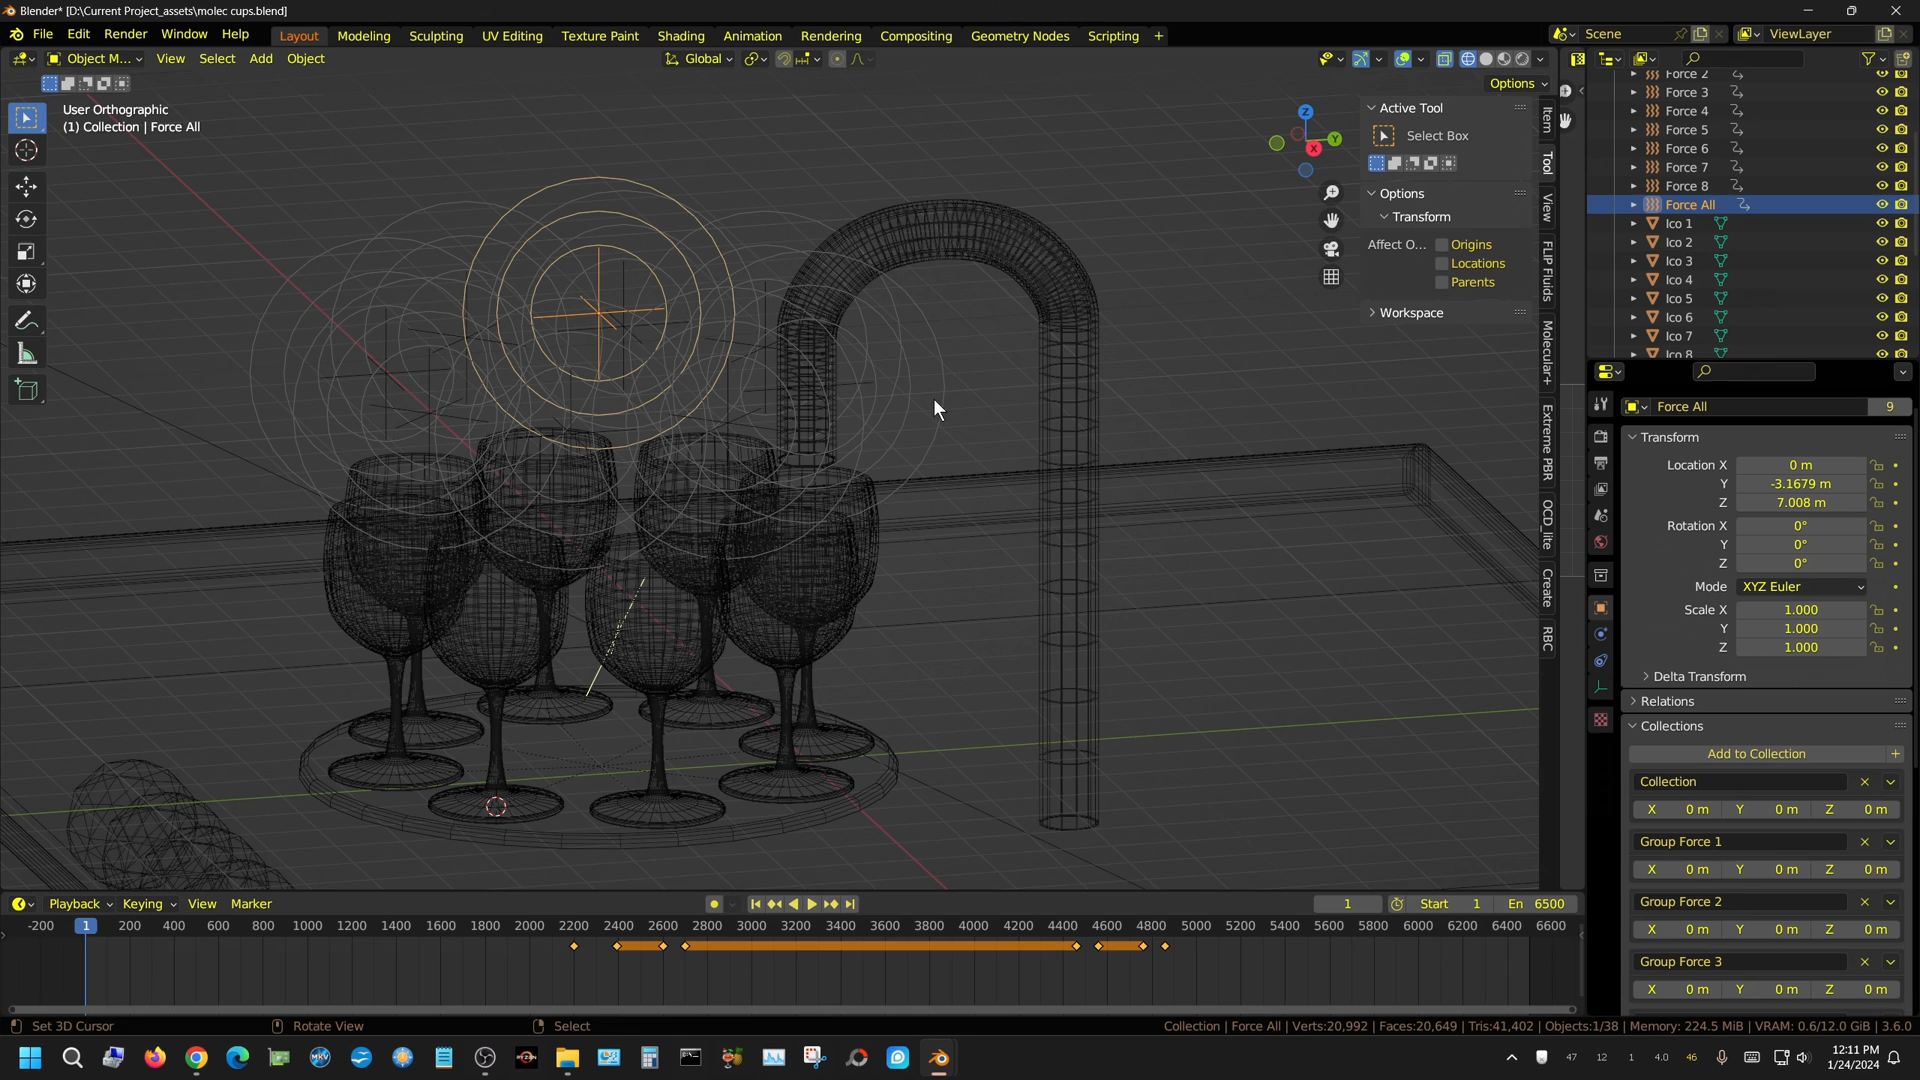 Blender* [D:\Current Project_assets\molec cups.blend]
File Edit Render Window Help Layout Modeling Sculpting UV Editing Texture Paint Shading Animation Rendering Compositing Geometry Nodes Scripting + Scene ViewLayer
Object M... View Select Add Object Global
Options
User Orthographic
(1) Collection | Force All
Z
Y
X
Active Tool
Select Box
Options
Transform
Affect O... Origins
Locations
Parents
Workspace
Item
Tool
View
FLIP Fluids
Molecular+
Extreme PBR
OCD_lite
Create
RBC
Force 2
Force 3
Force 4
Force 5
Force 6
Force 7
Force 8
Force All
Ico 1
Ico 2
Ico 3
Ico 4
Ico 5
Ico 6
Ico 7
Ico 8
Force All 9
Transform
Location X 0 m
Y -3.1679 m
Z 7.008 m
Rotation X 0°
Y 0°
Z 0°
Mode XYZ Euler
Scale X 1.000
Y 1.000
Z 1.000
Delta Transform
Relations
Collections
Add to Collection +
Collection
X 0 m Y 0 m Z 0 m
Group Force 1
X 0 m Y 0 m Z 0 m
Group Force 2
X 0 m Y 0 m Z 0 m
Group Force 3
X 0 m Y 0 m Z 0 m
Playback Keying View Marker 1 Start 1 En 6500
-200 1 200 400 600 800 1000 1200 1400 1600 1800 2000 2200 2400 2600 2800 3000 3200 3400 3600 3800 4000 4200 4400 4600 4800 5000 5200 5400 5600 5800 6000 6200 6400 6600
Set 3D Cursor Rotate View Select Collection | Force All | Verts:20,992 | Faces:20,649 | Tris:41,402 | Objects:1/38 | Memory: 224.5 MiB | VRAM: 0.6/12.0 GiB | 3.6.0
MKV RYZEN 47 12 1 4.0 46 12:11 PM
1/24/2024